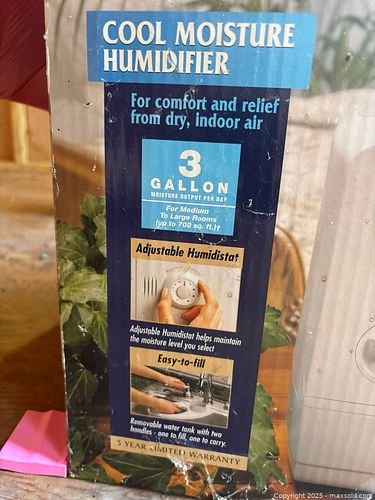 COOL MOISTURE
HUMIDIFIER
For comfort and relief
from dry, indoor air
3
GALLON
MOISTURE OUTPUT PER DAY
For Medium
To Large Rooms
(up to 700 sq. ft.)†
Adjustable Humidistat
Adjustable Humidistat helps maintain
the moisture level you select
Easy-to-fill
Removable water tank with two
handles - one to fill, one to carry.
5 YEAR LIMITED WARRANTY
Copyright 2025 - maxsold.com